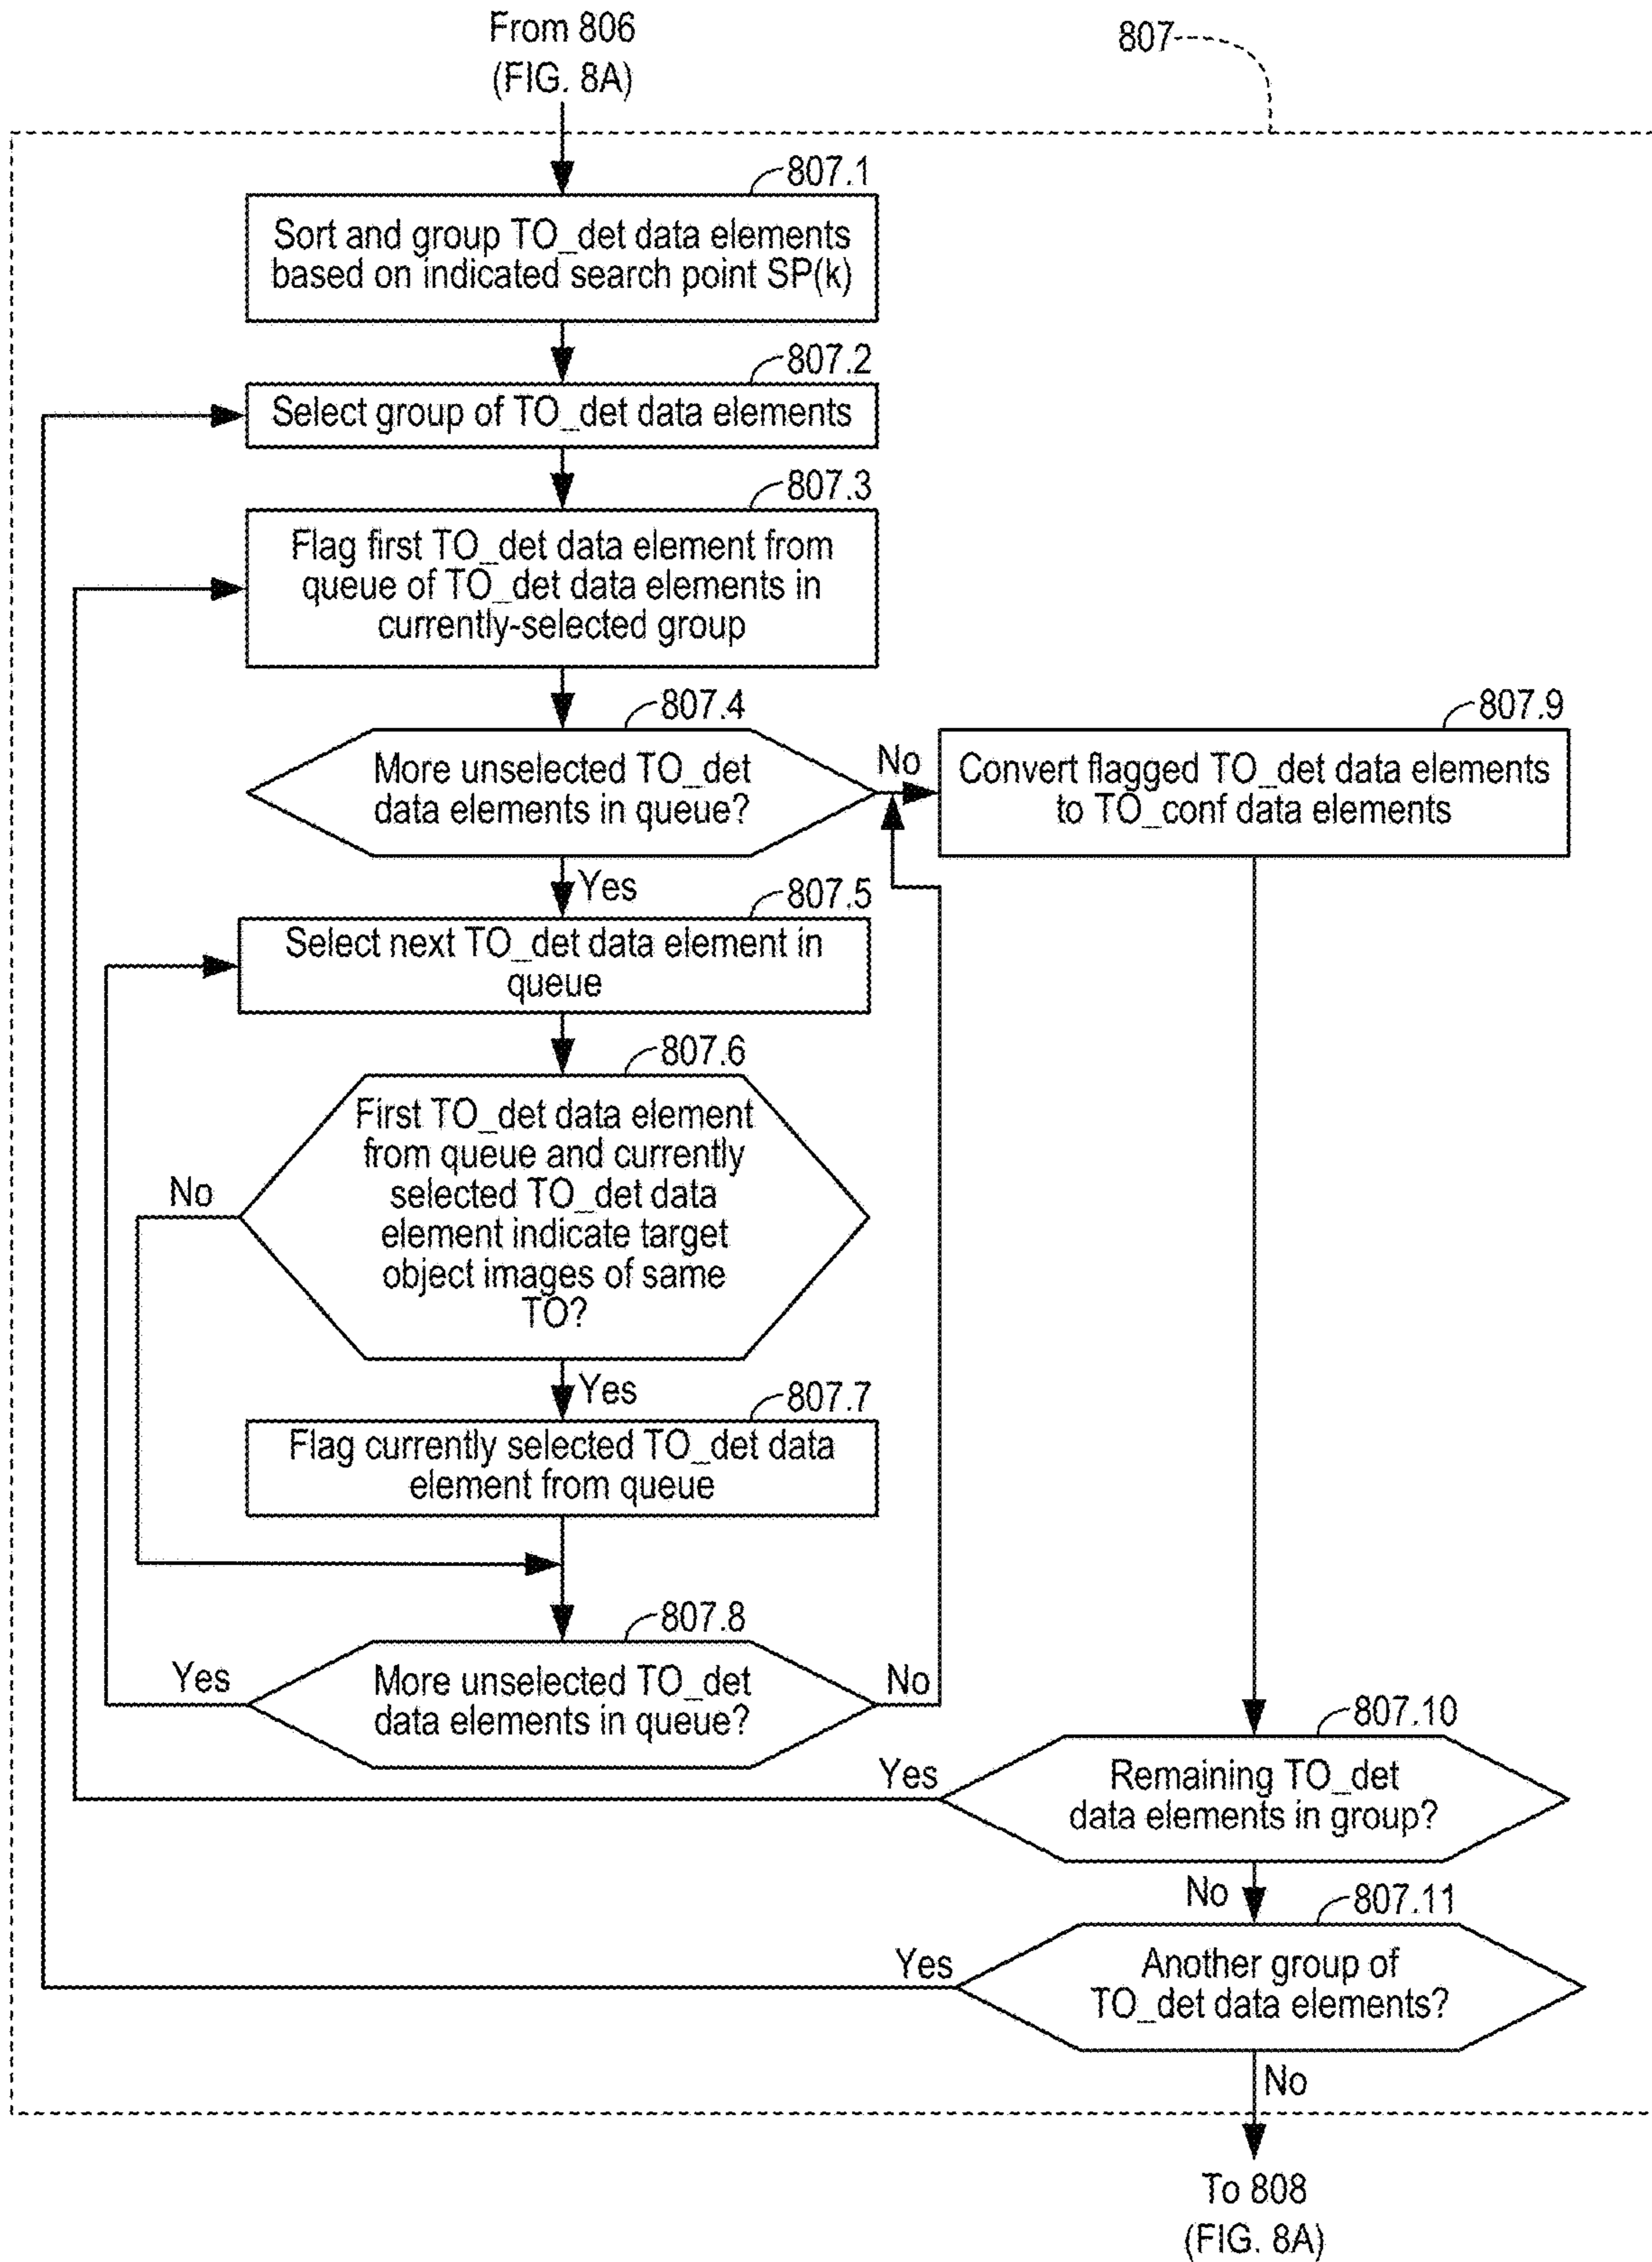 From 806
(FIG. 8A)
807
807.1
Sort and group TO_det data elements
based on indicated search point SP(k)
807.2
Select group of TO_det data elements
807.3
Flag first TO_det data element from
queue of TO_det data elements in
currently-selected group
807.4
More unselected TO_det
data elements in queue?
No
807.9
Convert flagged TO_det data elements
to TO_conf data elements
Yes
807.5
Select next TO_det data element in
queue
807.6
First TO_det data element
from queue and currently
selected TO_det data
element indicate target
object images of same
TO?
No
Yes
807.7
Flag currently selected TO_det data
element from queue
807.8
More unselected TO_det
data elements in queue?
Yes
No
807.10
Remaining TO_det
data elements in group?
Yes
No
807.11
Another group of
TO_det data elements?
Yes
No
To 808
(FIG. 8A)